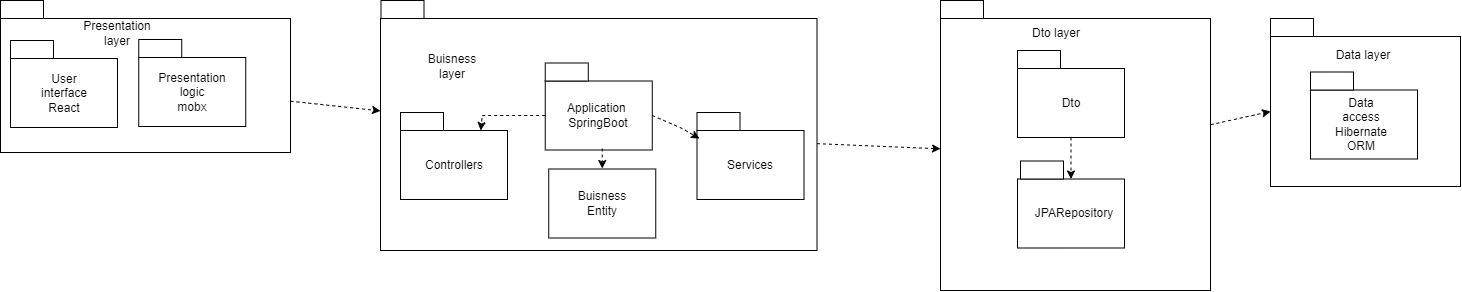 Presentation
layer
User
interface
React
Presentation
logic
mobx
Buisness
layer
Application
SpringBoot
Controllers
Buisness
Entity
Services
Dto layer
Dto
JPARepository
Data layer
Data
access
Hibernate
ORM